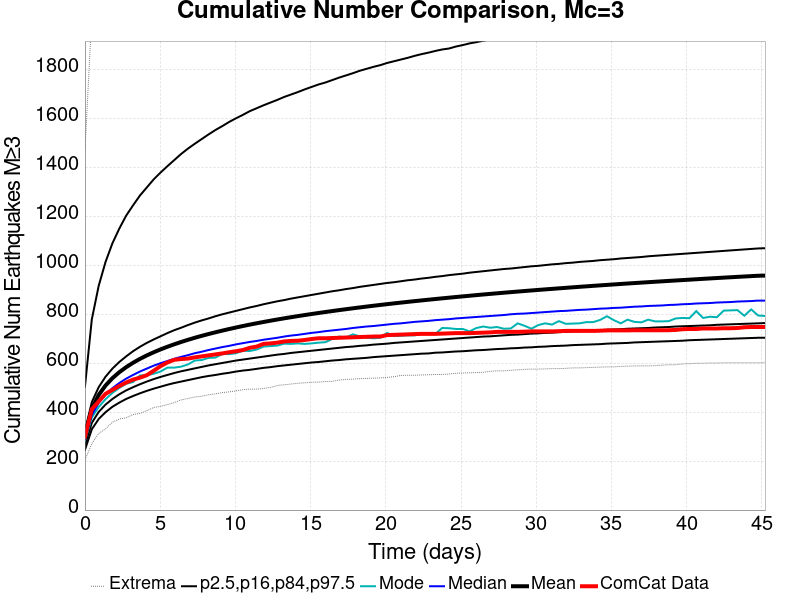 Cumulative Number Comparison, Mc=3
Cumulative Num Earthquakes M≥3
1800
1600
1400
1200
1000
800
600
400
200
0
0 5 10 15 20 25 30 35 40 45
Time (days)
Extrema p2.5,p16,p84,p97.5 Mode Median Mean ComCat Data